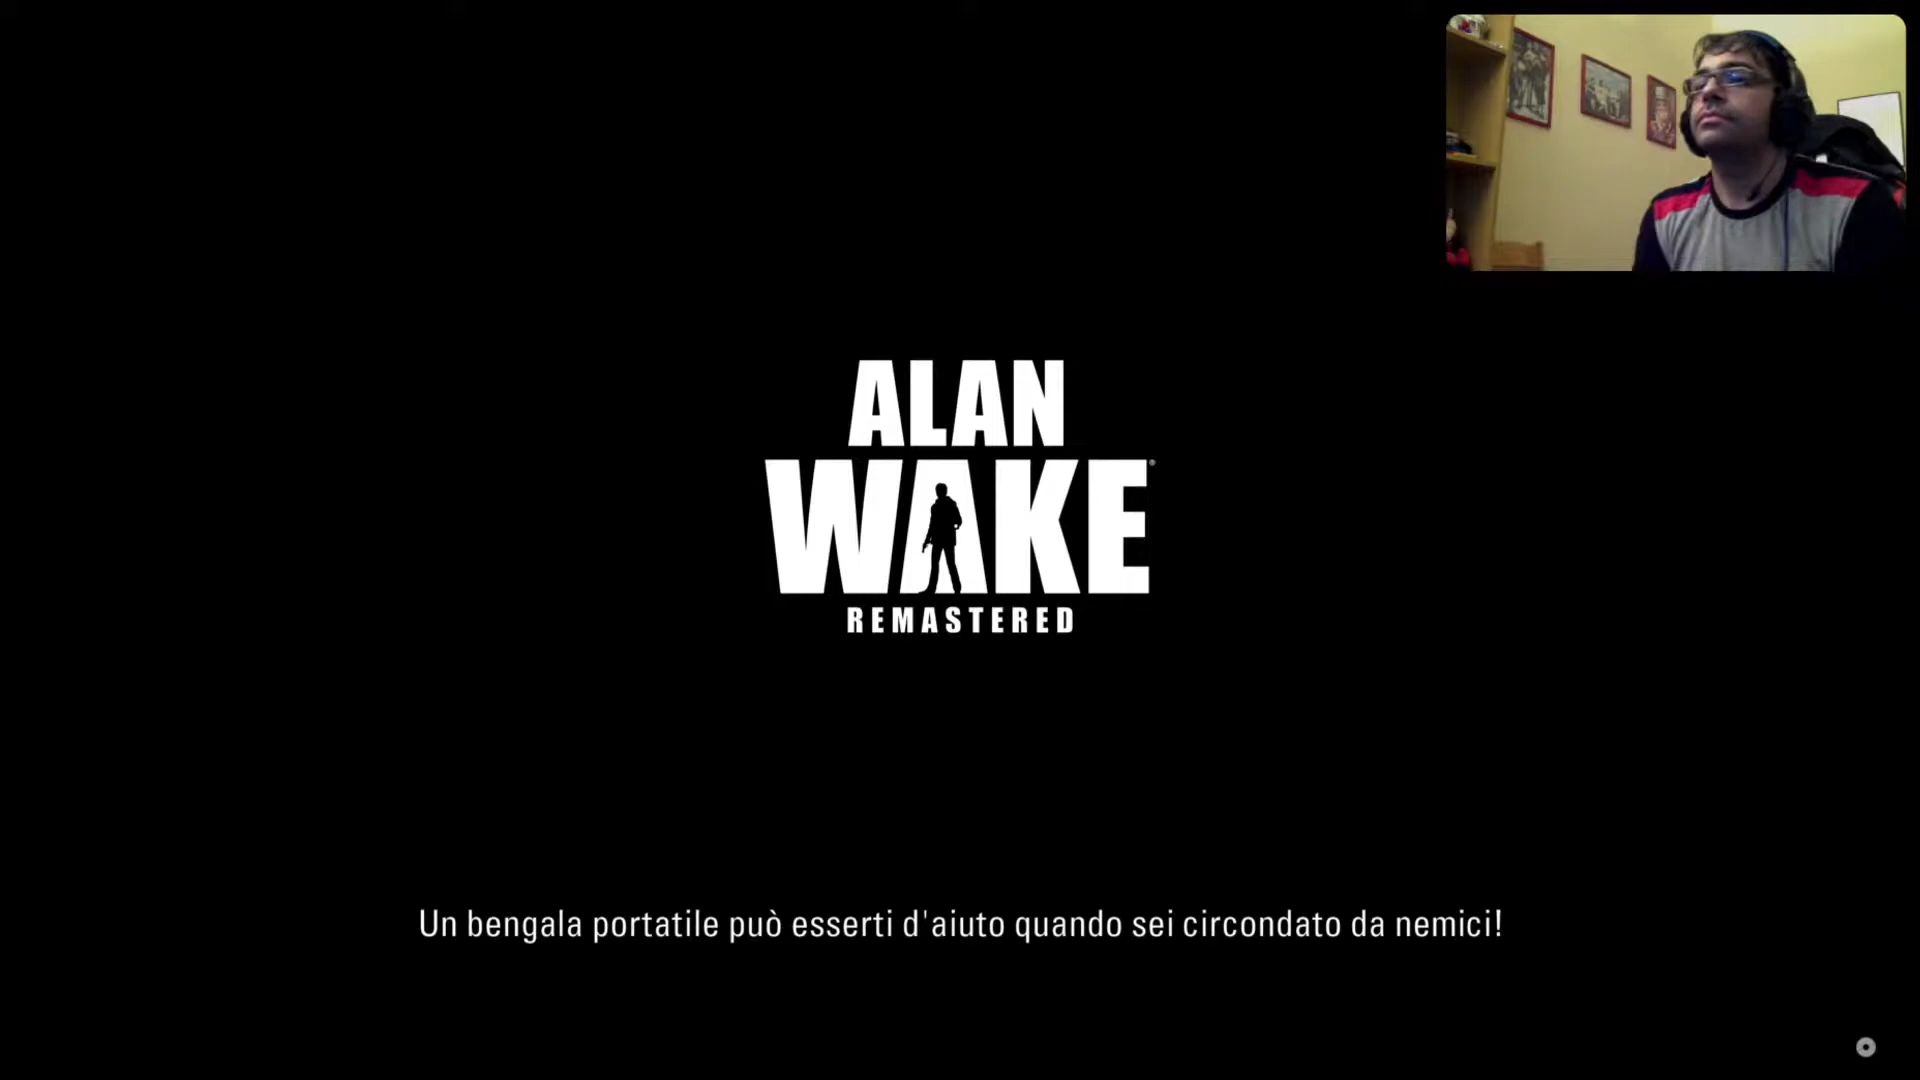 ALAN
WAKE
REMASTERED
Un bengala portatile può esserti d'aiuto quando sei circondato da nemici!